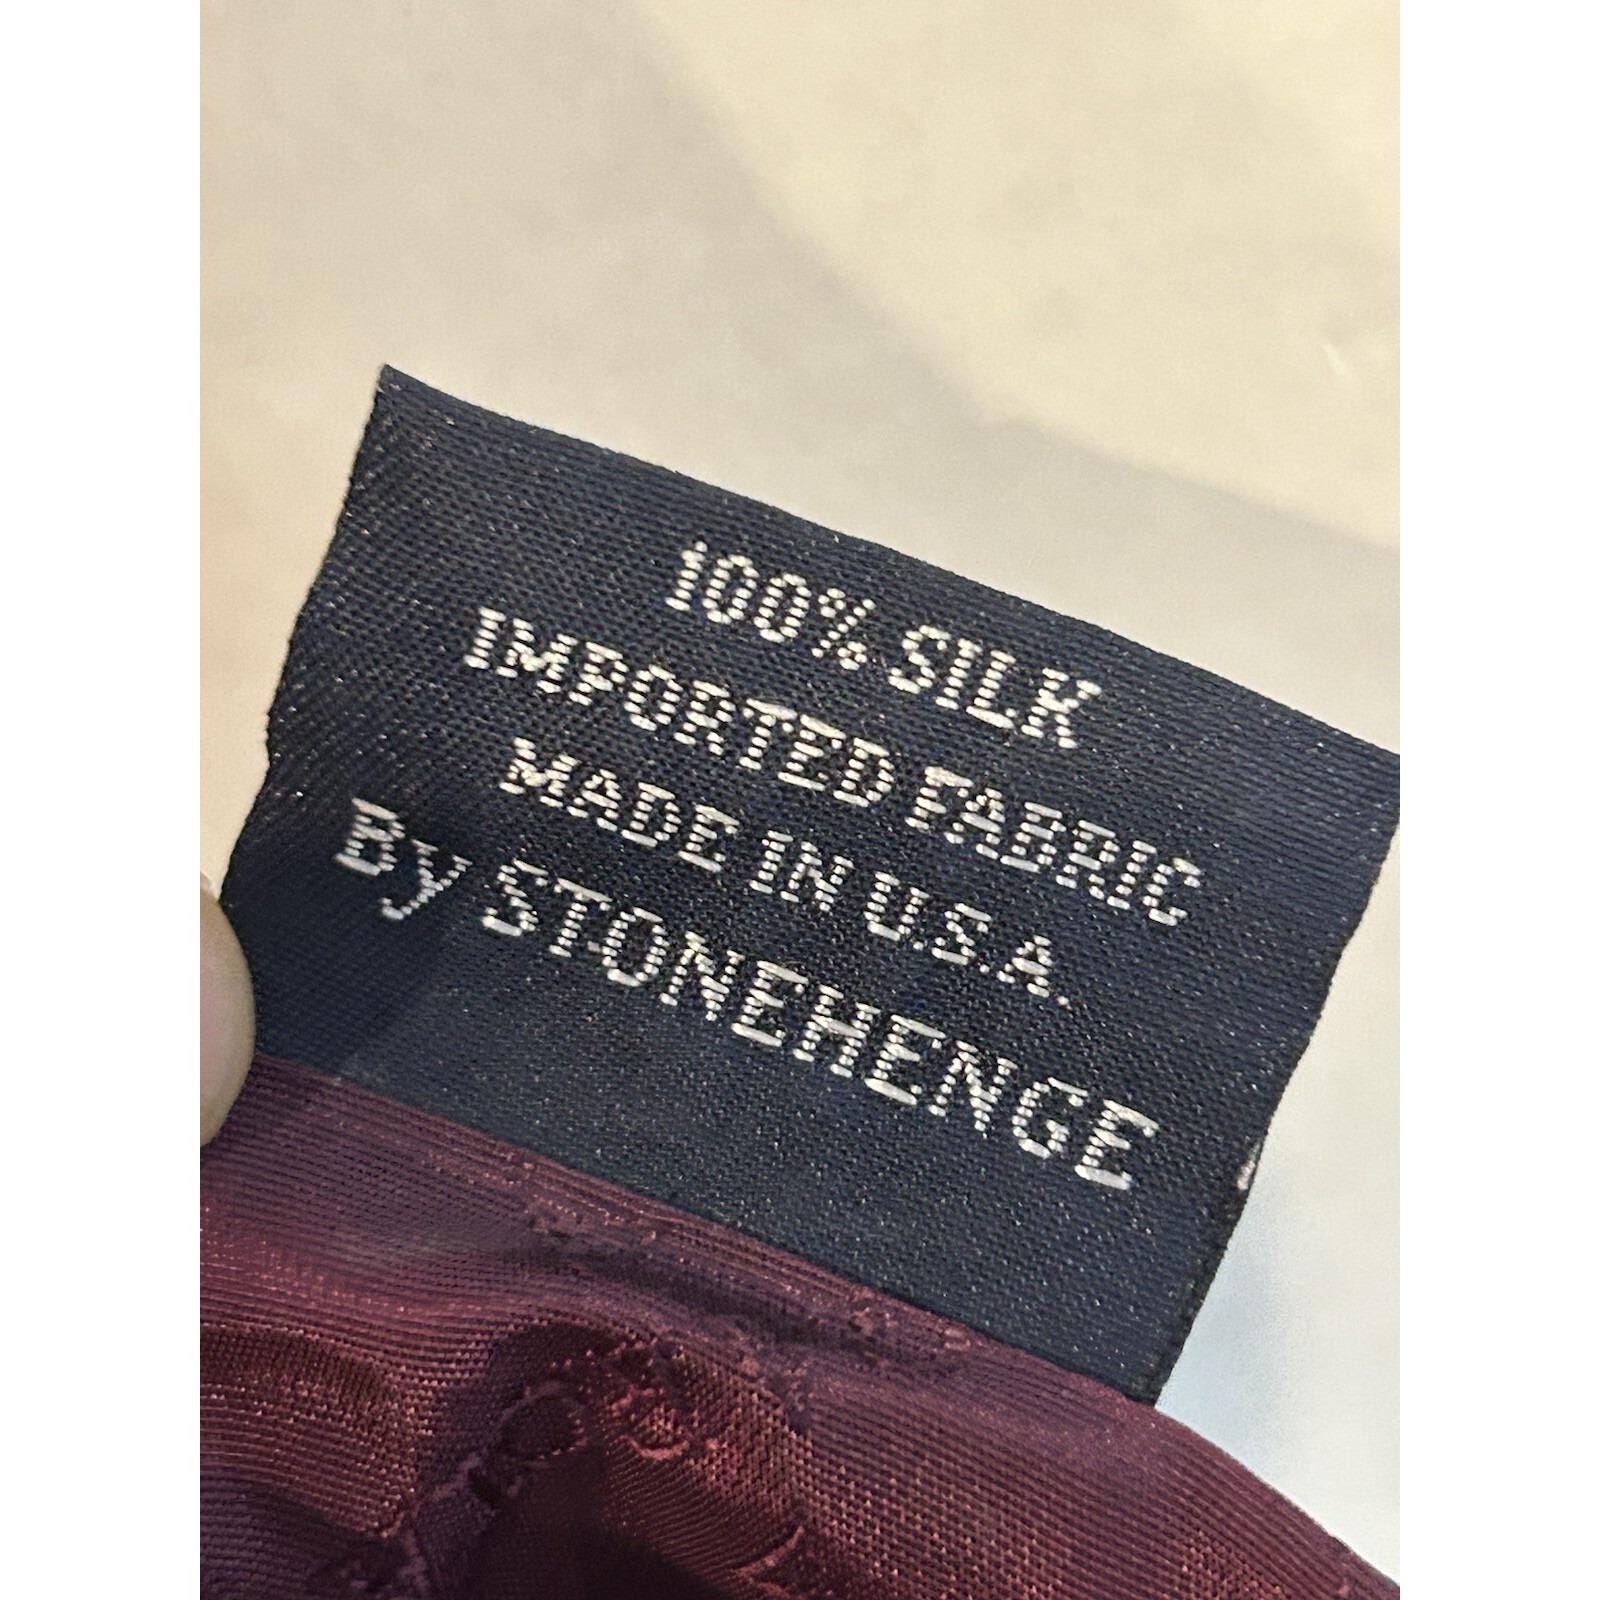 100% SILK
IMPORTED FABRIC
MADE IN U.S.A.
By STONEHENGE